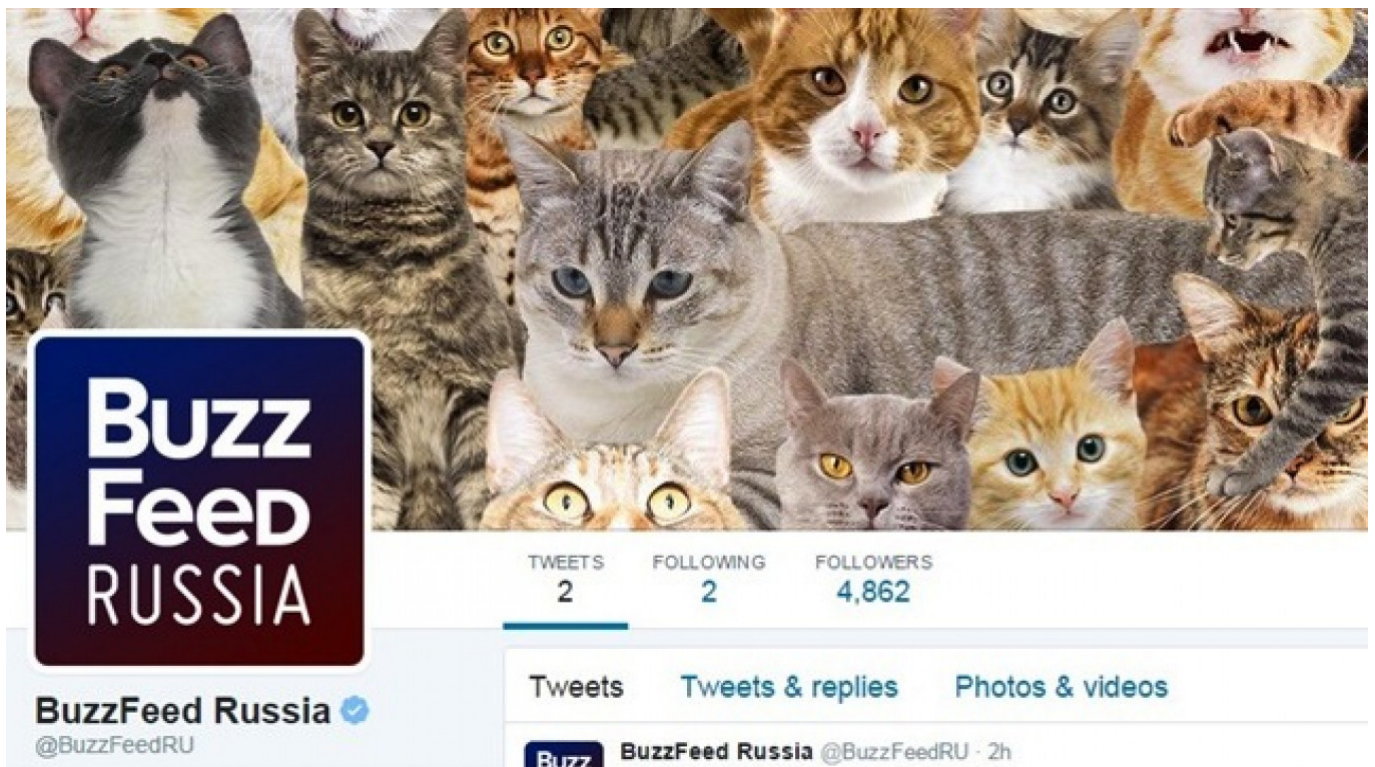 Buzz
Feed
RUSSIA
TWEETS FOLLOWING FOLLOWERS
2 2 4,862
Tweets Tweets & replies Photos & videos
BuzzFeed Russia
@BuzzFeedRU
Buzz
BuzzFeed Russia @BuzzFeedRU · 2h